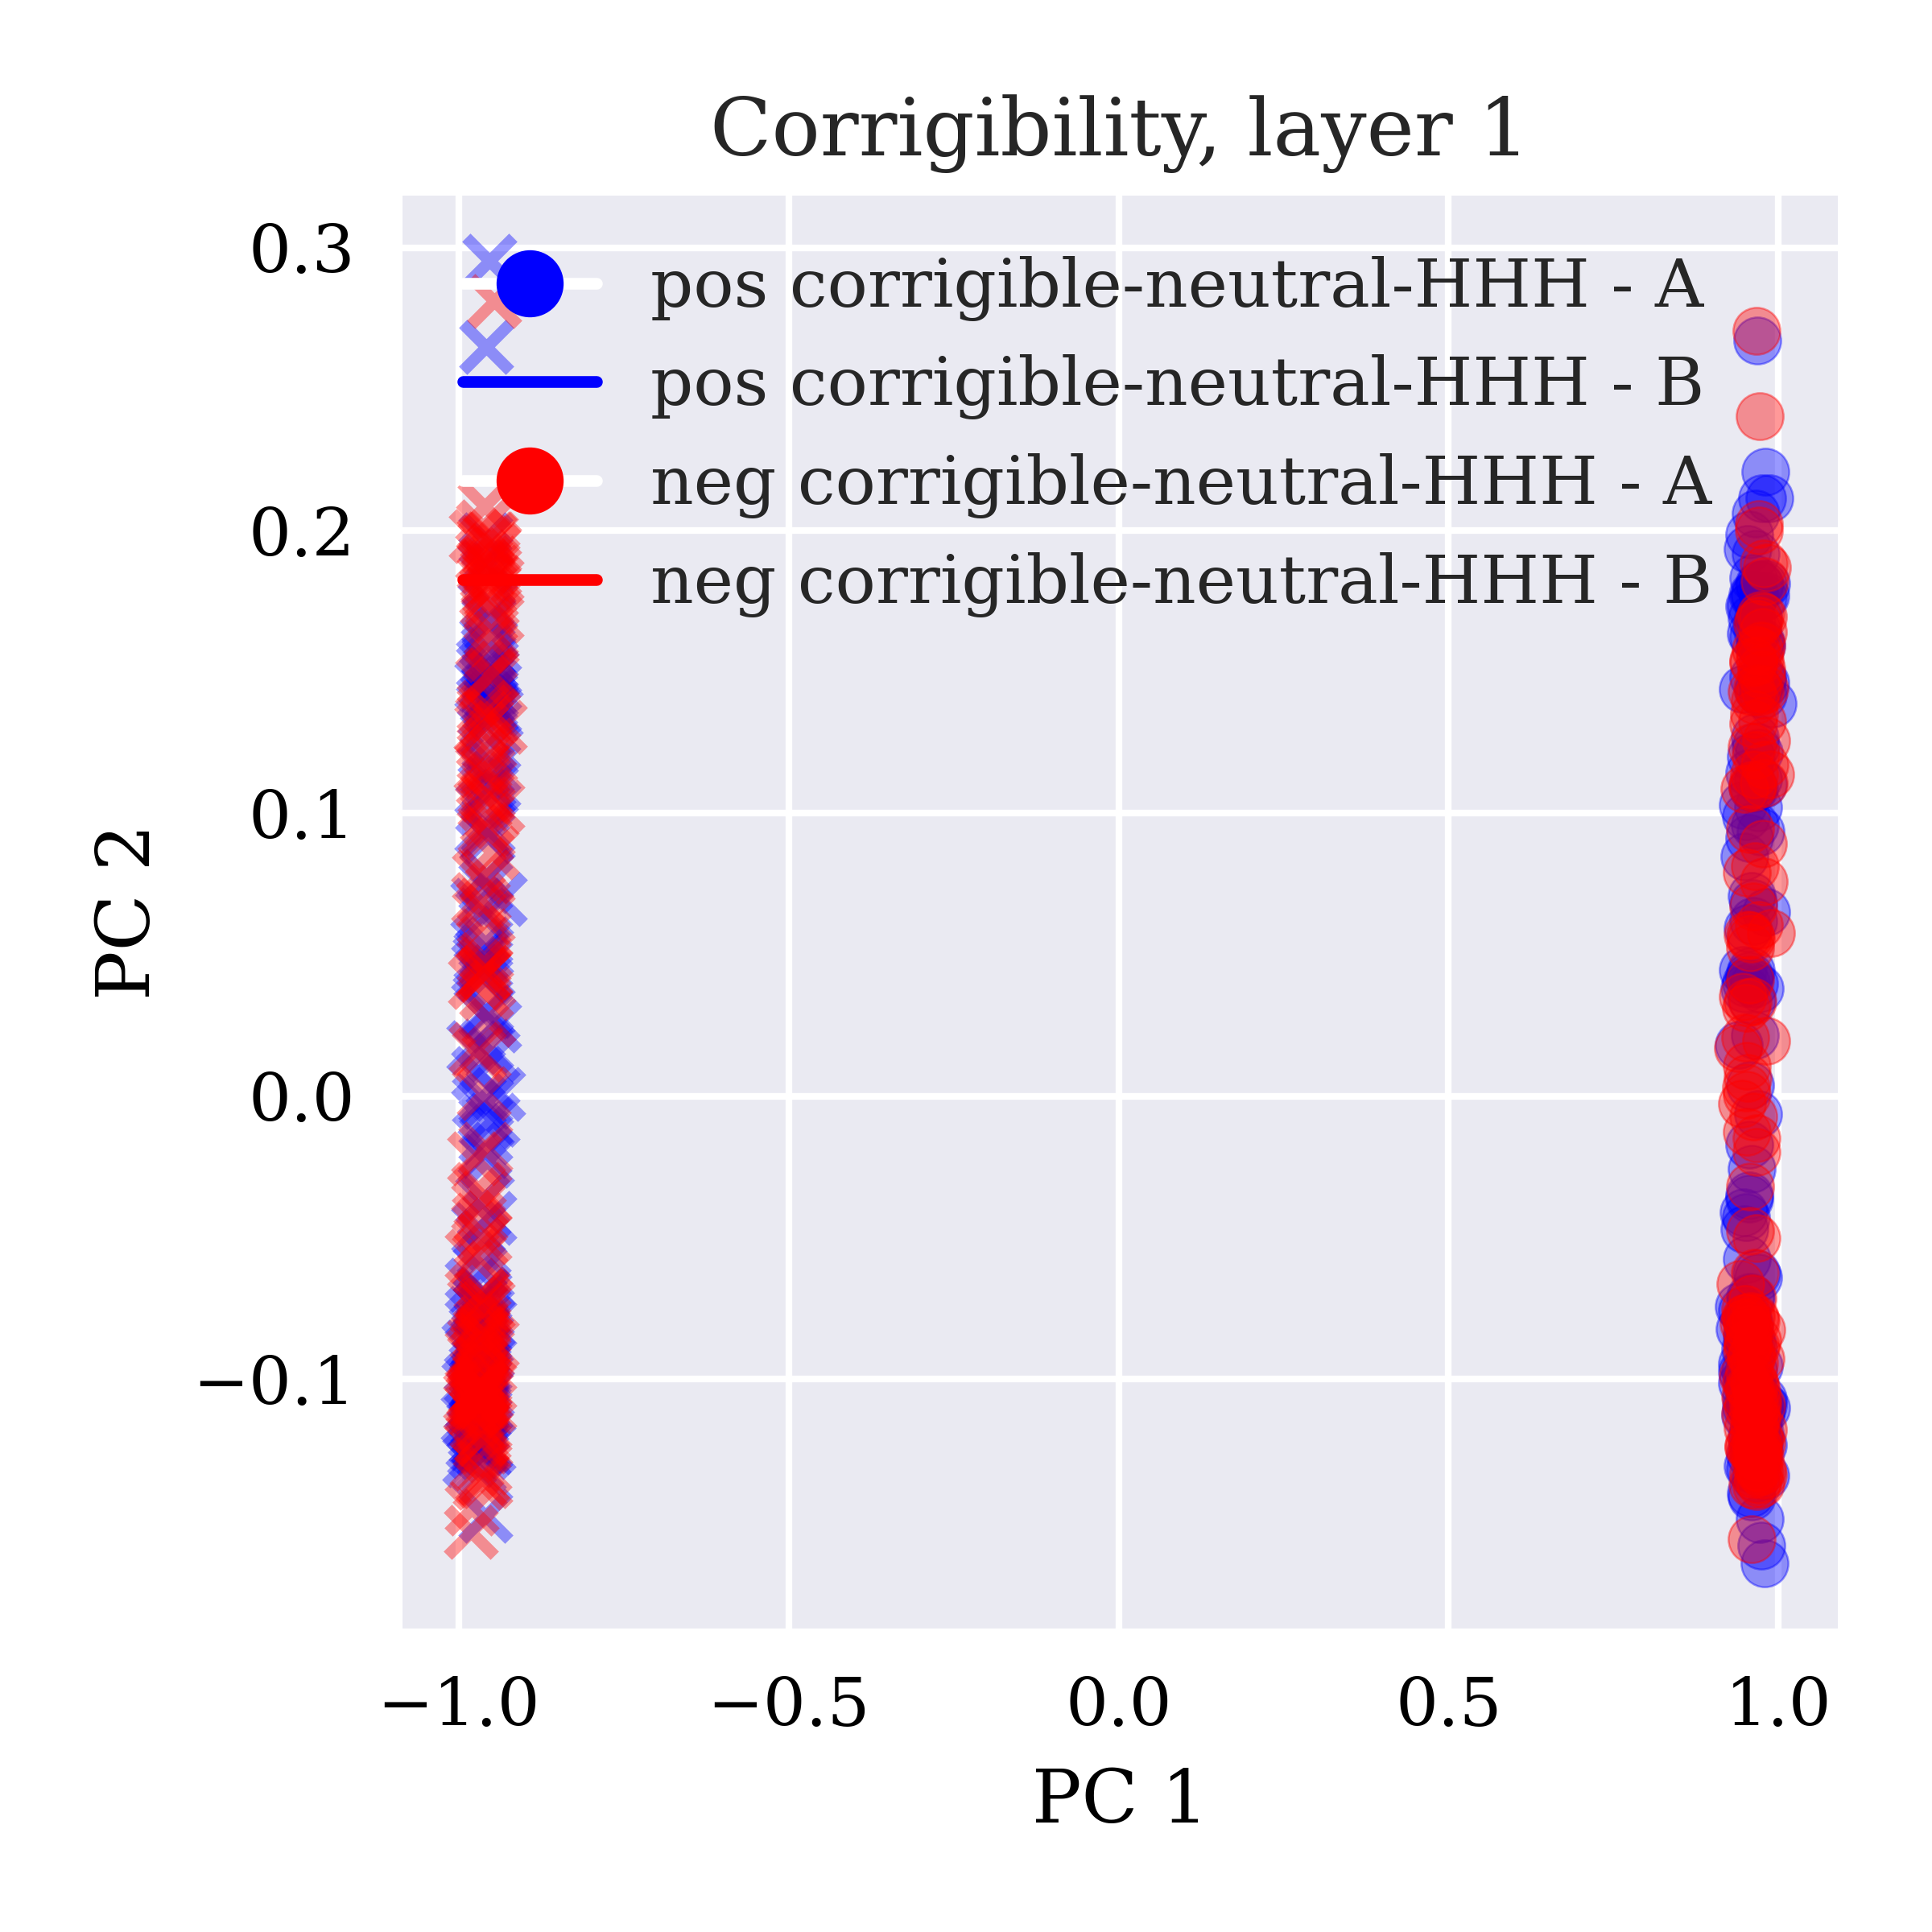 Corrigibility, layer 1
pos corrigible-neutral-HHH - A
pos corrigible-neutral-HHH - B
neg corrigible-neutral-HHH - A
neg corrigible-neutral-HHH - B
0.3
0.2
0.1
0.0
−0.1
PC 2
−1.0
−0.5
0.0
0.5
1.0
PC 1